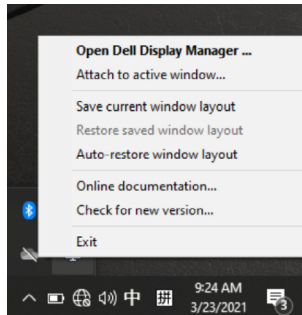 Open Dell Display Manager ...
Attach to active window...
Save current window layout
Restore saved window layout
Auto-restore window layout
Online documentation...
Check for new version...
Exit
中 拼 9:24 AM
3/23/2021 3